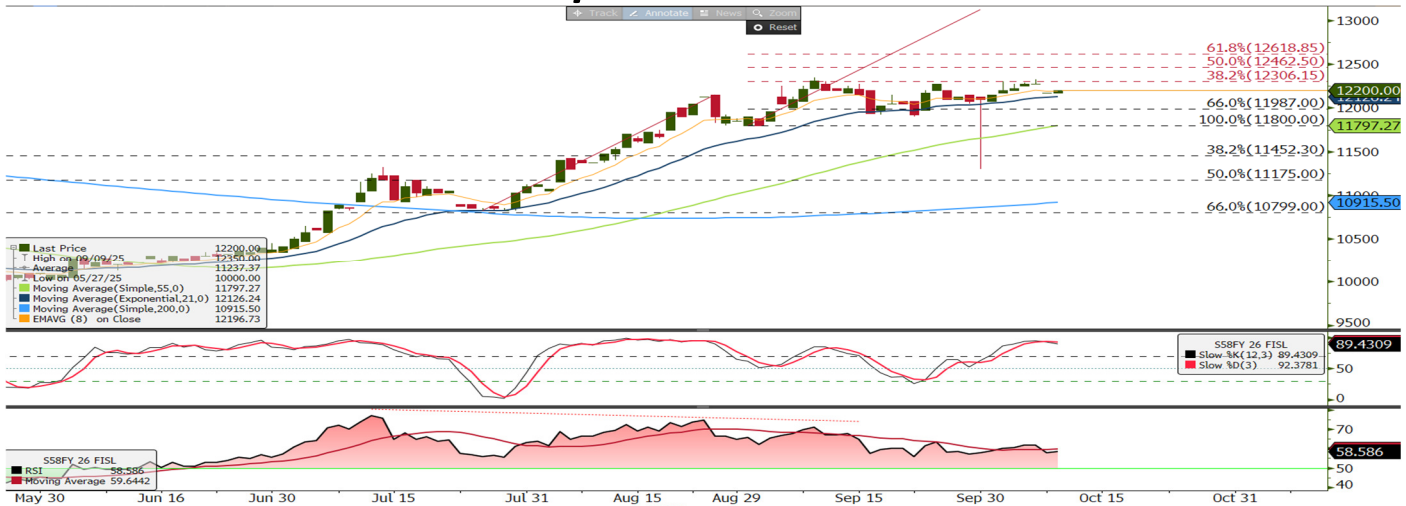 Track Annotate News Zoom
Reset
13000
61.8%(12618.85)
50.0%(12462.50)
12500
38.2%(12306.15)
12200.00
12126.24
66.0%(11987.00)
12000
100.0%(11800.00)
11797.27
38.2%(11452.30)
11500
50.0%(11175.00)
11000
10915.50
66.0%(10799.00)
10500
10000
9500
Last Price 12200.00
High on 09/09/25 12350.00
Average 11237.37
Low on 05/27/25 10000.00
Moving Average(Simple,55,0) 11797.27
Moving Average(Exponential,21,0) 12126.24
Moving Average(Simple,200,0) 10915.50
EMAVG (8) on Close 12196.73
S58FY 26 FISL
Slow %K(12,3) 89.4309
Slow %D(3) 92.3781
89.4309
50
0
70
58.586
50
40
S58FY 26 FISL
RSI 58.586
Moving Average 59.6442
May 30 Jun 16 Jun 30 Jul 15 Jul 31 Aug 15 Aug 29 Sep 15 Sep 30 Oct 15 Oct 31